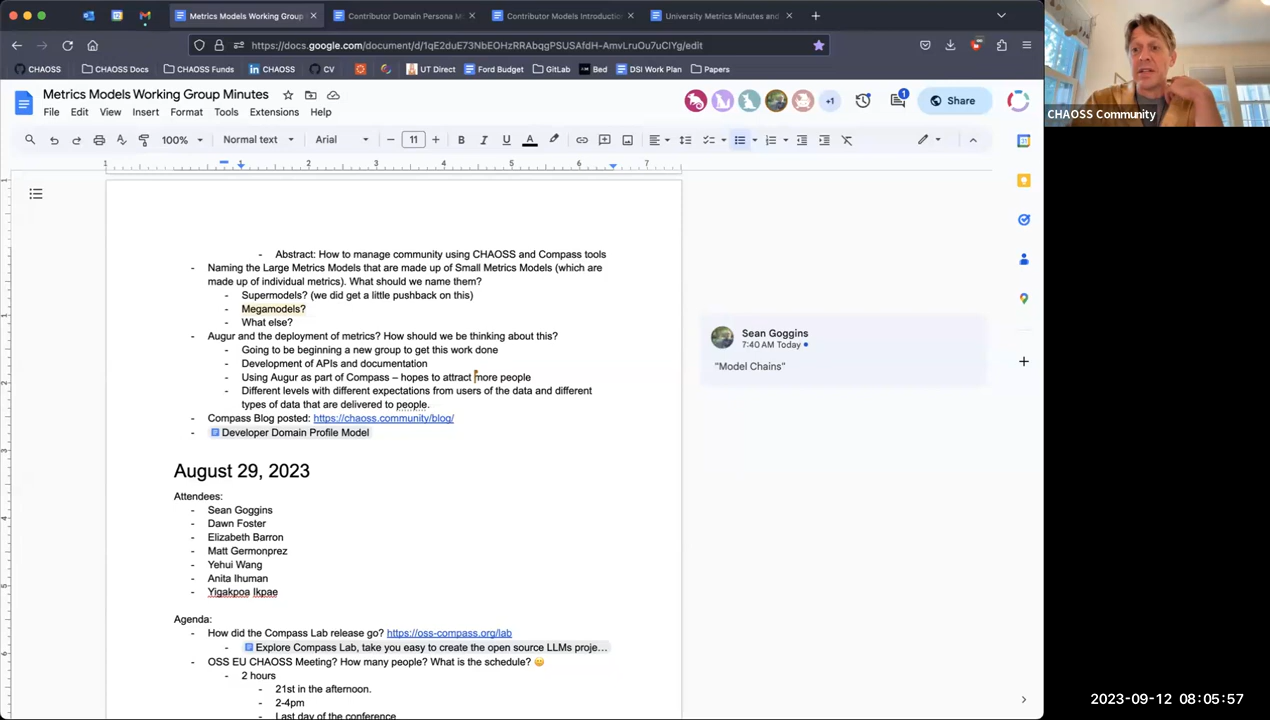 Metrics Models Working Group
Contributor Domain Persona M
Contributor Models Introduction
University Metrics Minutes and
https://docs.google.com/document/d/1qE2duE73NbEOHzRRAbqgPSUSAfdH-AmvLruOu7uCIYg/edit
CHAOSS
CHAOSS Docs
CHAOSS Funds
CHAOSS
CV
UT Direct
Ford Budget
GitLab
Bed
DSI Work Plan
Papers
Metrics Models Working Group Minutes
File Edit View Insert Format Tools Extensions Help
+1
1
Share
100% Normal text Arial 11 B I U A
1 1 2 3 4 5 6 7
- Abstract: How to manage community using CHAOSS and Compass tools
- Naming the Large Metrics Models that are made up of Small Metrics Models (which are
made up of individual metrics). What should we name them?
- Supermodels? (we did get a little pushback on this)
- Megamodels?
- What else?
- Augur and the deployment of metrics? How should we be thinking about this?
- Going to be beginning a new group to get this work done
- Development of APIs and documentation
- Using Augur as part of Compass – hopes to attract more people
- Different levels with different expectations from users of the data and different
types of data that are delivered to people.
- Compass Blog posted: https://chaoss.community/blog/
- Developer Domain Profile Model
Sean Goggins
7:40 AM Today
"Model Chains"
August 29, 2023
Attendees:
- Sean Goggins
- Dawn Foster
- Elizabeth Barron
- Matt Germonprez
- Yehui Wang
- Anita Ihuman
- Yigakpoa Ikpae
Agenda:
- How did the Compass Lab release go? https://oss-compass.org/lab
- Explore Compass Lab, take you easy to create the open source LLMs proje...
- OSS EU CHAOSS Meeting? How many people? What is the schedule? 😀
- 2 hours
- 21st in the afternoon.
- 2-4pm
- Last day of the conference
CHAOSS Community
2023-09-12 08:05:57